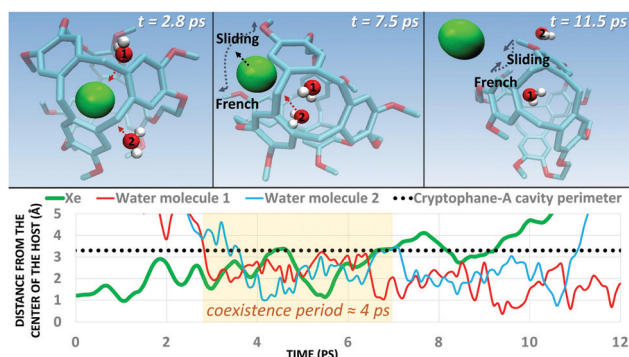 t = 2.8 ps
t = 7.5 ps
t = 11.5 ps
1
2
Sliding
French
1
2
2
Sliding
French
1
Xe
Water molecule 1
Water molecule 2
Cryptophane-A cavity perimeter
DISTANCE FROM THE
CENTER OF THE HOST (Å)
5
4
3
2
1
0
coexistence period ≈ 4 ps
0
2
4
6
8
10
12
TIME (PS)